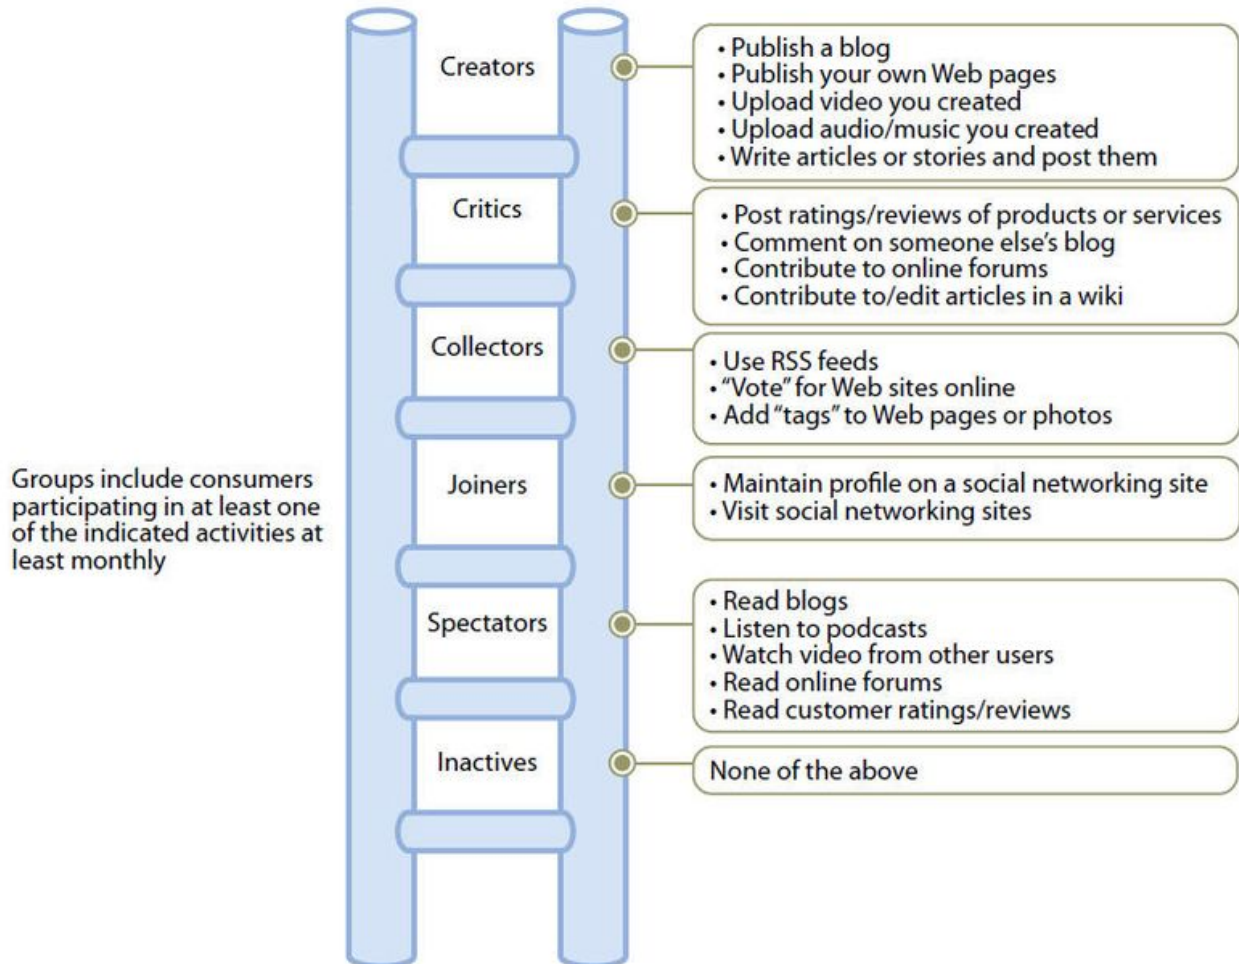 Creators
• Publish a blog
• Publish your own Web pages
• Upload video you created
• Upload audio/music you created
• Write articles or stories and post them
Critics
• Post ratings/reviews of products or services
• Comment on someone else’s blog
• Contribute to online forums
• Contribute to/edit articles in a wiki
Collectors
• Use RSS feeds
• “Vote” for Web sites online
• Add “tags” to Web pages or photos
Groups include consumers
participating in at least one
of the indicated activities at
least monthly
Joiners
• Maintain profile on a social networking site
• Visit social networking sites
Spectators
• Read blogs
• Listen to podcasts
• Watch video from other users
• Read online forums
• Read customer ratings/reviews
Inactives
None of the above